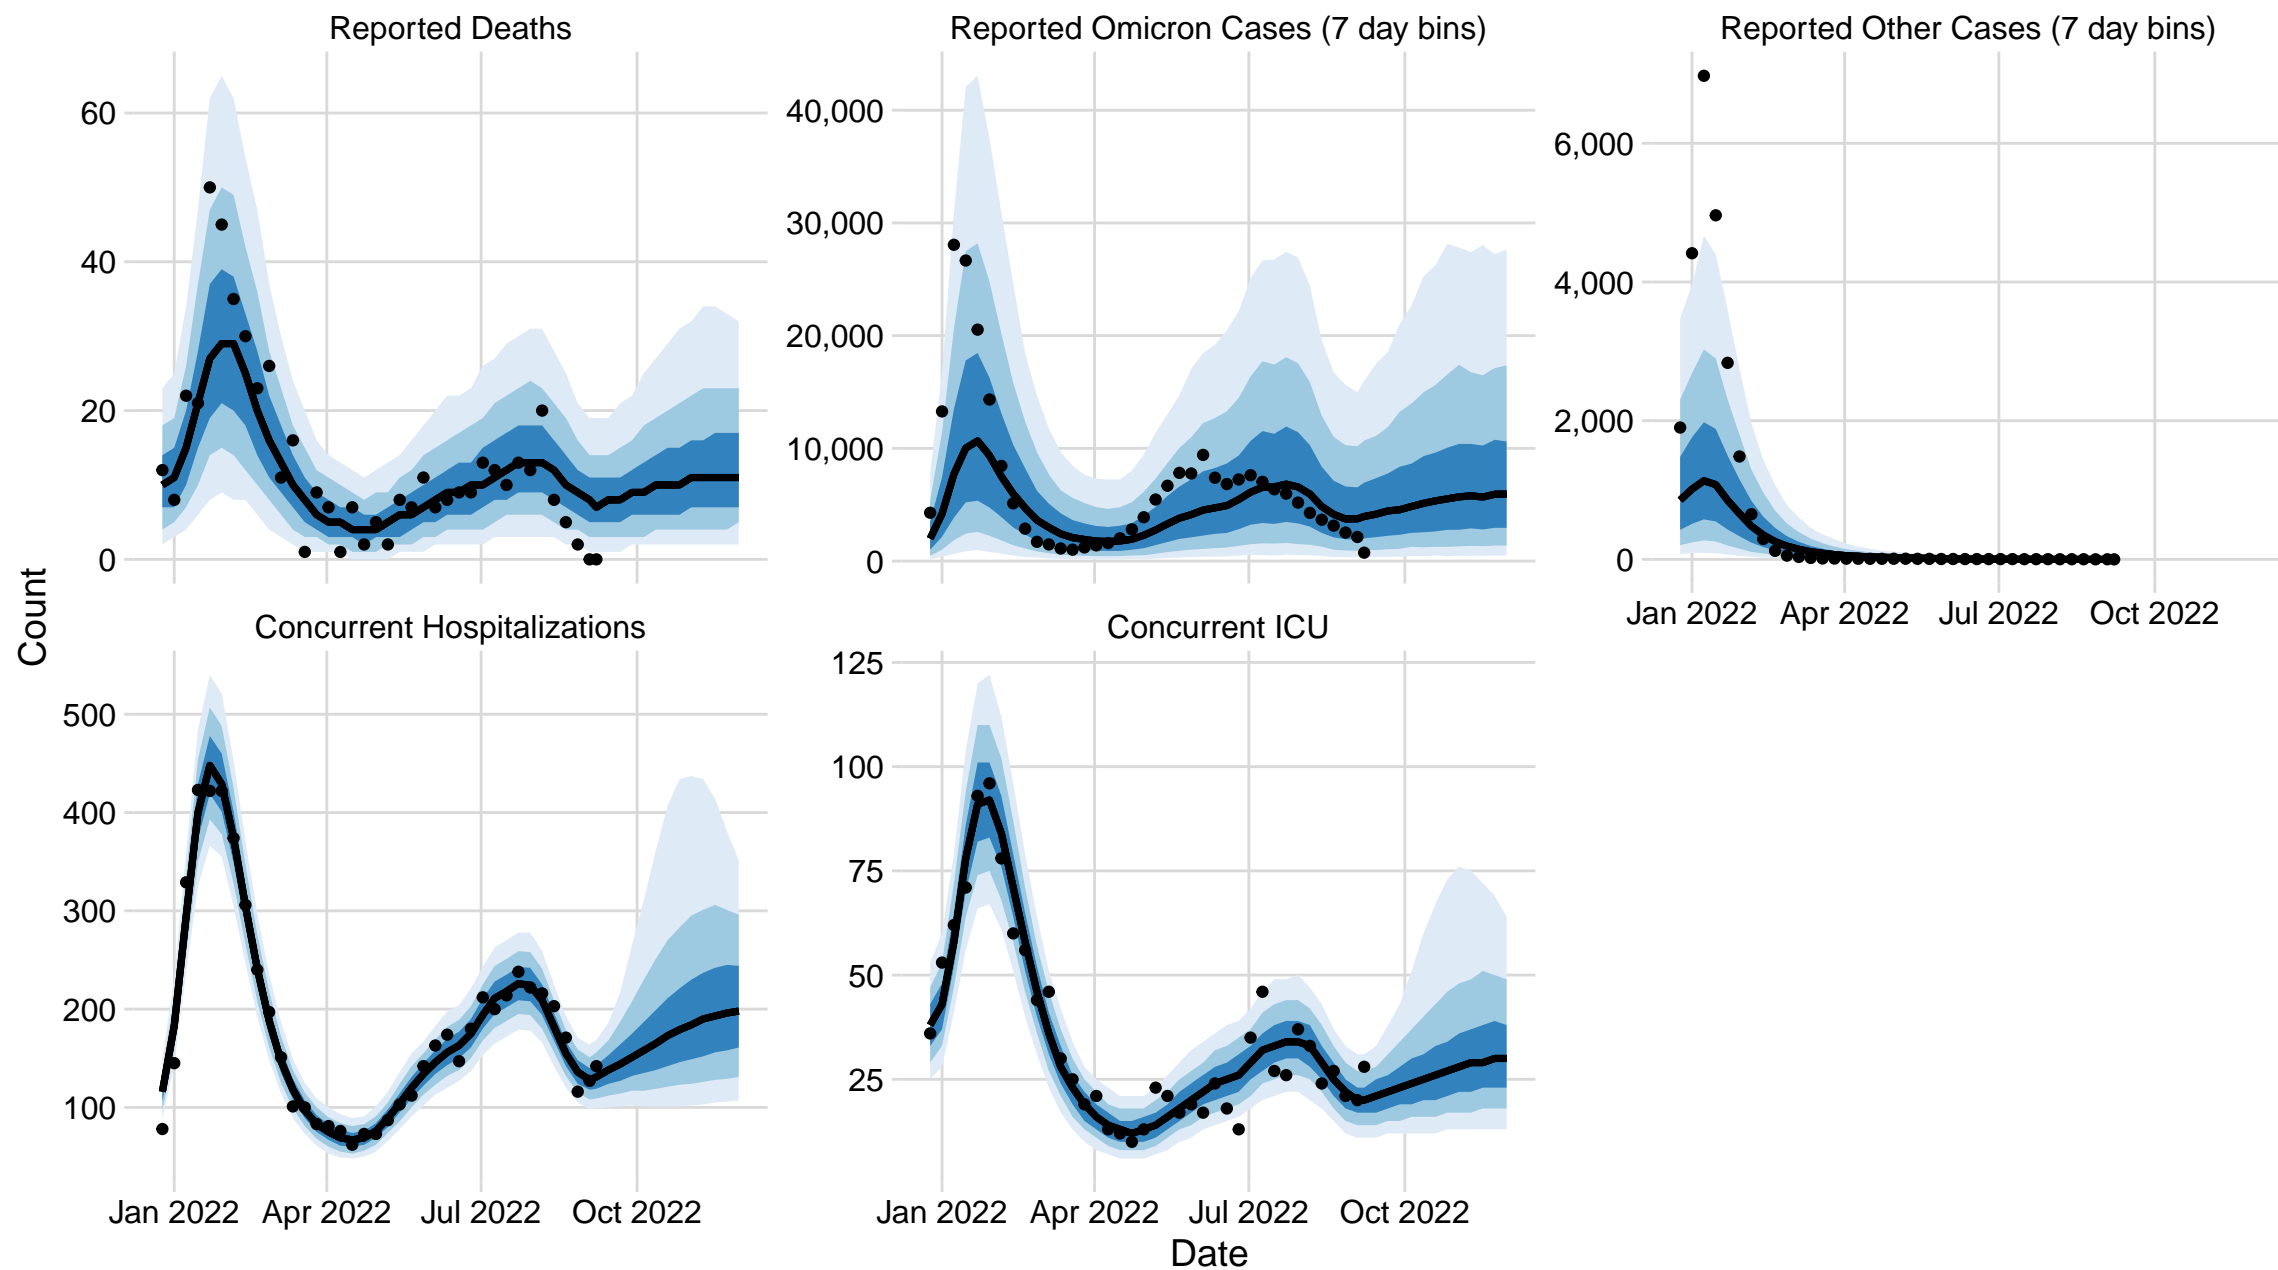 Reported Deaths
Reported Omicron Cases (7 day bins)
Reported Other Cases (7 day bins)
60
40
20
0
40,000
30,000
20,000
10,000
0
6,000
4,000
2,000
0
Jan 2022 Apr 2022 Jul 2022 Oct 2022
Count
Concurrent Hospitalizations
Concurrent ICU
500
400
300
200
100
125
100
75
50
25
Jan 2022 Apr 2022 Jul 2022 Oct 2022
Jan 2022 Apr 2022 Jul 2022 Oct 2022
Date